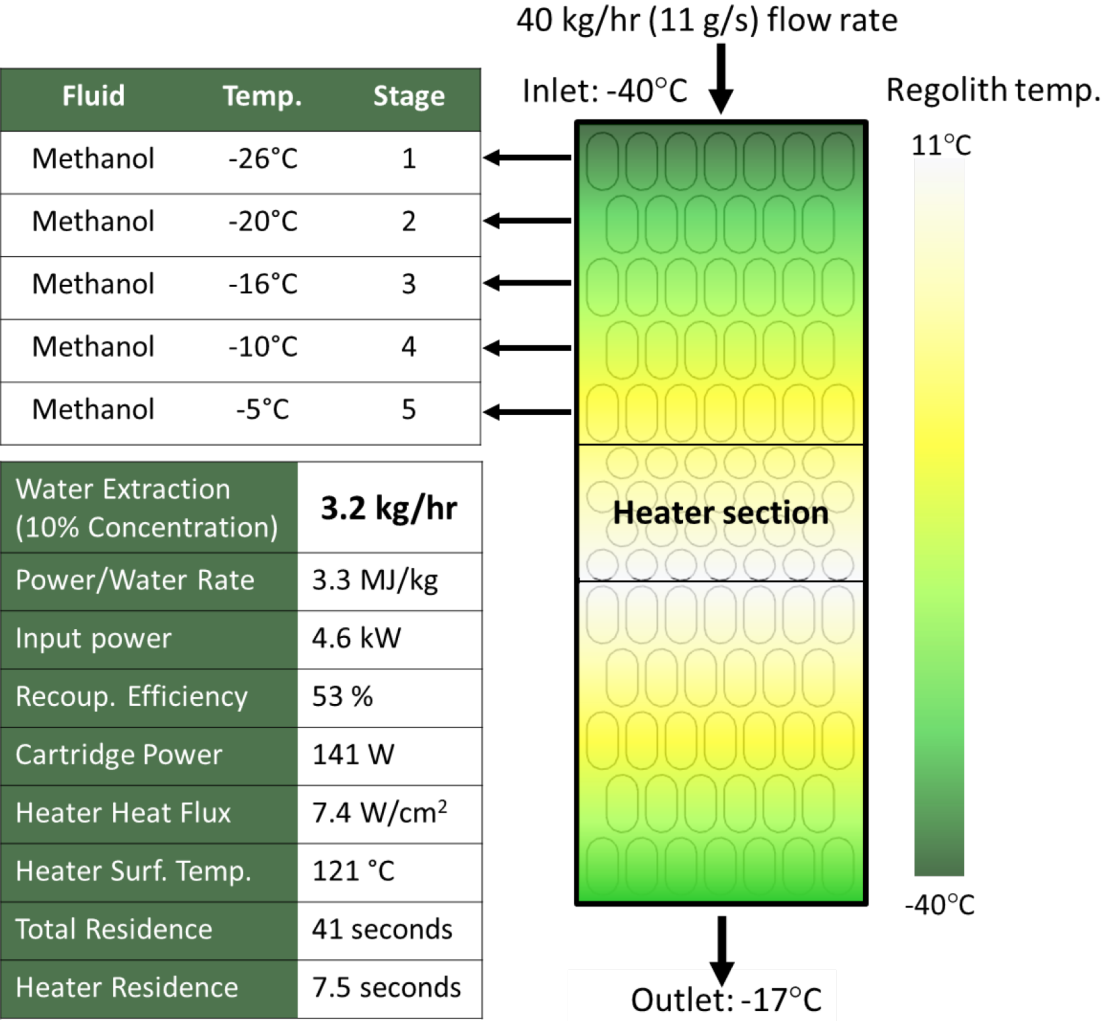 40 kg/hr (11 g/s) flow rate
Inlet: -40°C
Regolith temp.
11°C
-40°C
Fluid Temp. Stage
Methanol -26°C 1
Methanol -20°C 2
Methanol -16°C 3
Methanol -10°C 4
Methanol -5°C 5
Heater section
Water Extraction
(10% Concentration) 3.2 kg/hr
Power/Water Rate 3.3 MJ/kg
Input power 4.6 kW
Recoup. Efficiency 53 %
Cartridge Power 141 W
Heater Heat Flux 7.4 W/cm²
Heater Surf. Temp. 121 °C
Total Residence 41 seconds
Heater Residence 7.5 seconds
Outlet: -17°C